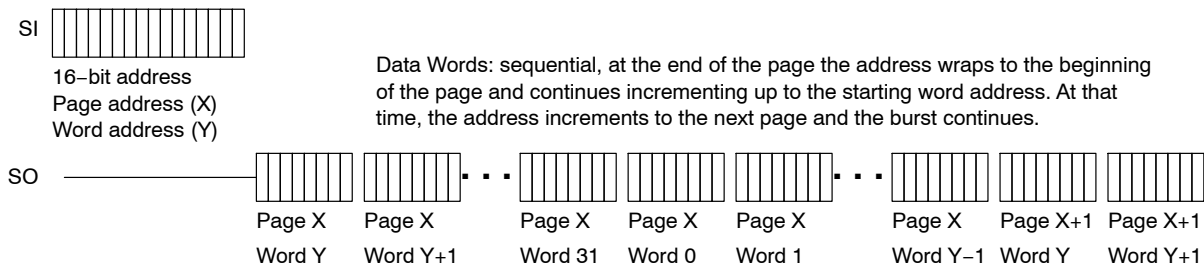 SI
16−bit address
Page address (X)
Word address (Y)
Data Words: sequential, at the end of the page the address wraps to the beginning
of the page and continues incrementing up to the starting word address. At that
time, the address increments to the next page and the burst continues.
SO
Page X Page X Page X Page X Page X Page X Page X+1 Page X+1
Word Y Word Y+1 Word 31 Word 0 Word 1 Word Y−1 Word Y Word Y+1